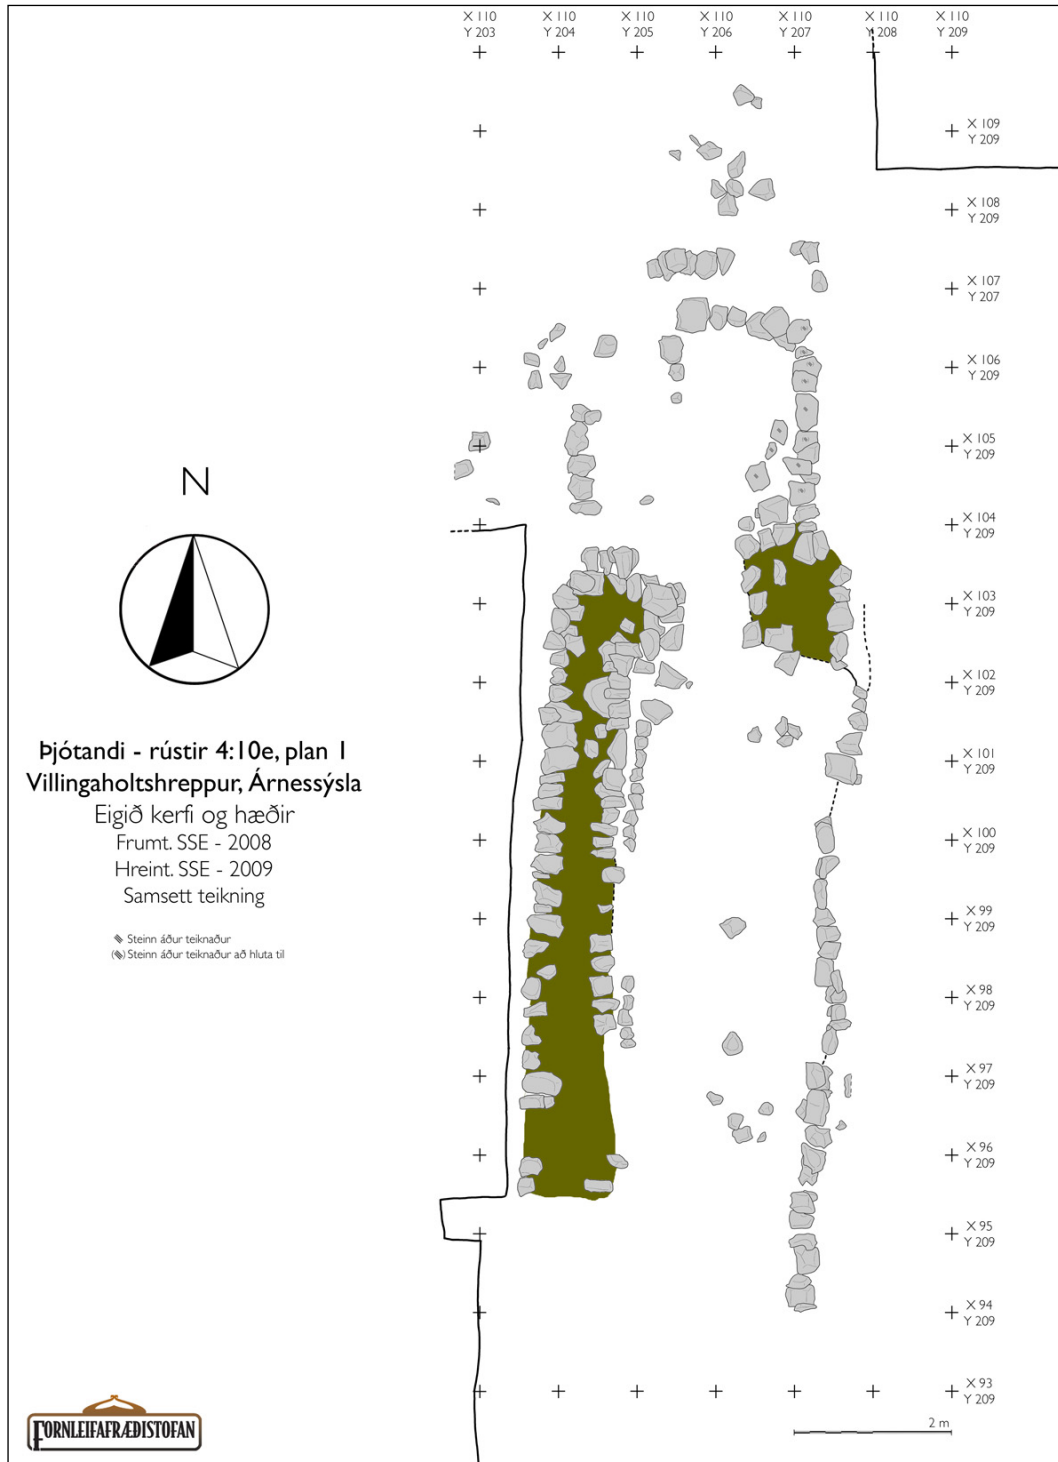 X 110 X 110 X 110 X 110 X 110 X 110 X 110
Y 203 Y 204 Y 205 Y 206 Y 207 Y 208 Y 209
X 109
Y 209
X 108
Y 209
X 107
Y 207
X 106
Y 209
X 105
Y 209
N
X 104
Y 209
X 103
Y 209
X 102
Y 209
Þjótandi - rústir 4:10e, plan 1
Villingaholtshreppur, Árnessýsla
Eigið kerfi og hæðir
Frumt. SSE - 2008
Hreint. SSE - 2009
Samsett teikning
Steinn áður teiknaður
Steinn áður teiknaður að hluta til
X 101
Y 209
X 100
Y 209
X 99
Y 209
X 98
Y 209
X 97
Y 209
X 96
Y 209
X 95
Y 209
X 94
Y 209
X 93
Y 209
2 m
FORNLEIFAFRÆÐISTOFAN